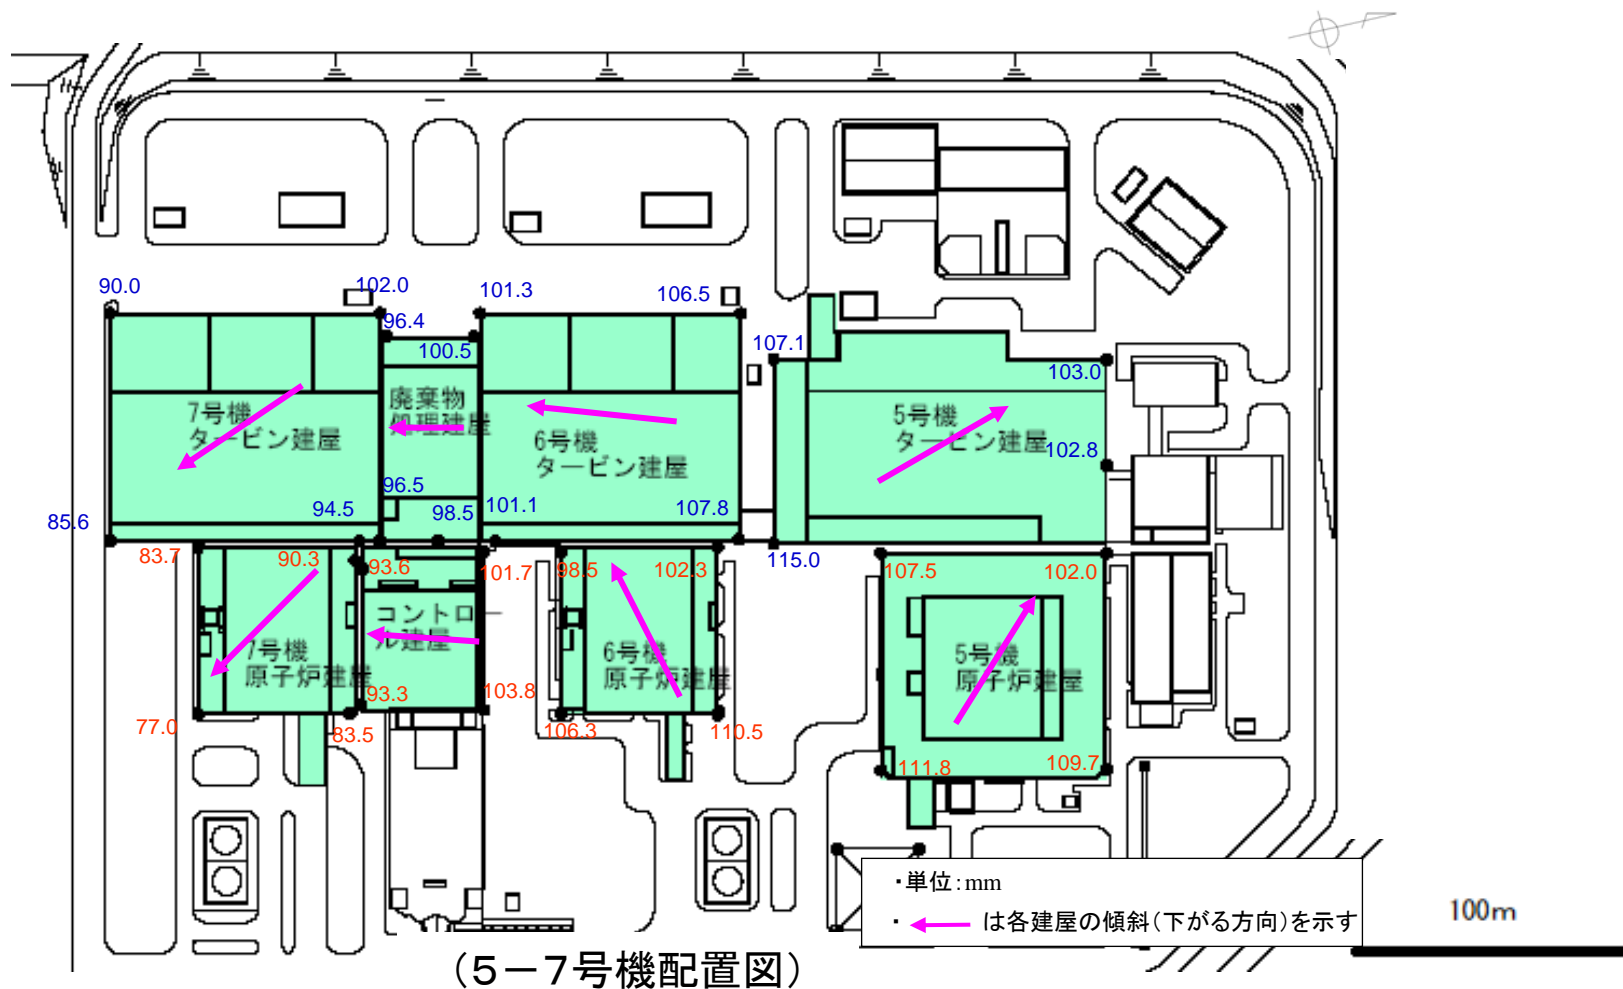 90.0
102.0
101.3
106.5
96.4
100.5
107.1
103.0
7号機
タービン建屋
廃棄物
処理建屋
6号機
タービン建屋
5号機
タービン建屋
102.8
96.5
94.5
98.5
101.1
107.8
85.6
115.0
83.7
90.3
93.6
101.7
98.5
102.3
107.5
102.0
コントロー
ル建屋
7号機
原子炉建屋
6号機
原子炉建屋
5号機
原子炉建屋
93.3
103.8
77.0
83.5
106.3
110.5
111.8
109.7
・単位：mm
・ は各建屋の傾斜（下がる方向）を示す
100m
（５－７号機配置図）